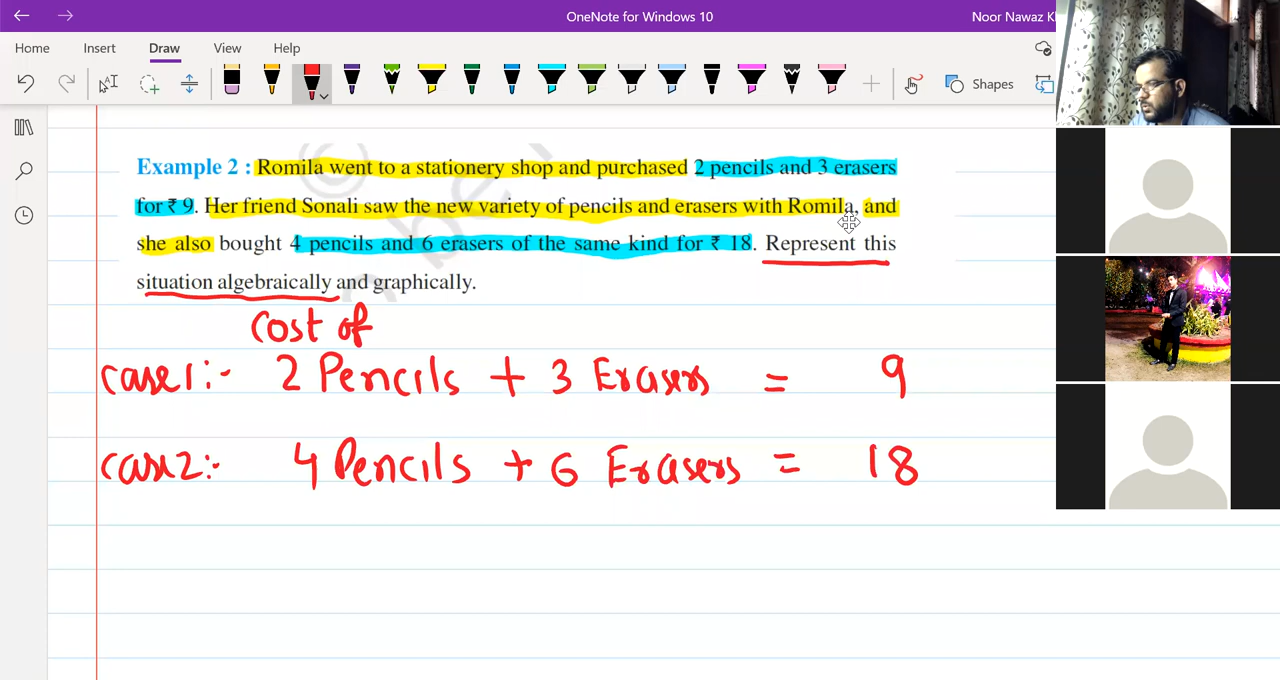 OneNote for Windows 10
Noor Nawaz Kh
Home Insert Draw View Help
Shapes
Example 2 : Romila went to a stationery shop and purchased 2 pencils and 3 erasers
for ₹ 9. Her friend Sonali saw the new variety of pencils and erasers with Romila, and
she also bought 4 pencils and 6 erasers of the same kind for ₹ 18. Represent this
situation algebraically and graphically.
Cost of
case1:- 2 Pencils + 3 Erasers = 9
case2:- 4 Pencils + 6 Erasers = 18